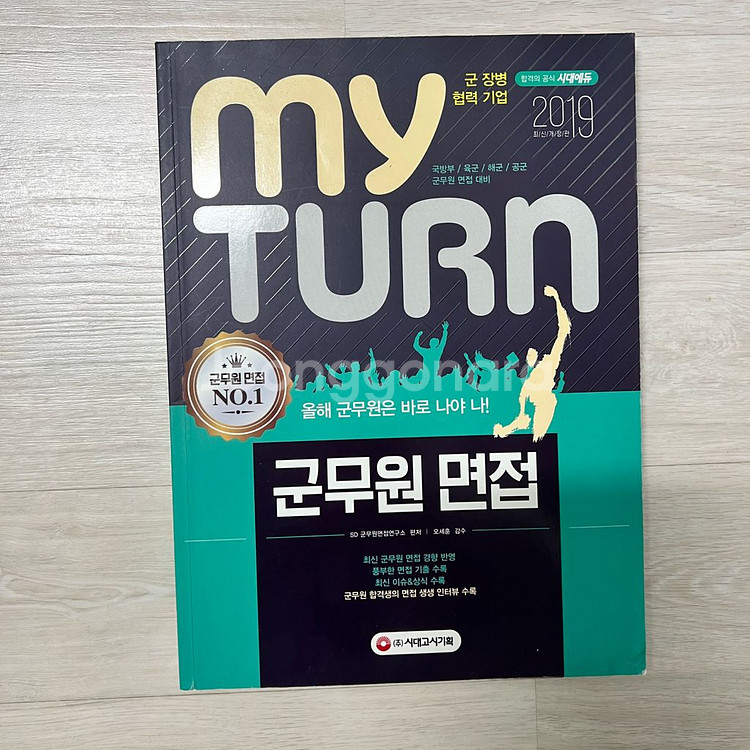 my
TURN
군 장병
협력 기업
합격의 공식 시대에듀
2019
최/신/개/정/판
국방부 / 육군 / 해군 / 공군
군무원 면접 대비
군무원 면접
NO.1
joonggonara
올해 군무원은 바로 나야 나!
군무원 면접
SD 군무원면접연구소 편저 | 오세훈 감수
최신 군무원 면접 경향 반영
풍부한 면접 기출 수록
최신 이슈&상식 수록
군무원 합격생의 면접 생생 인터뷰 수록
(주)시대고시기획